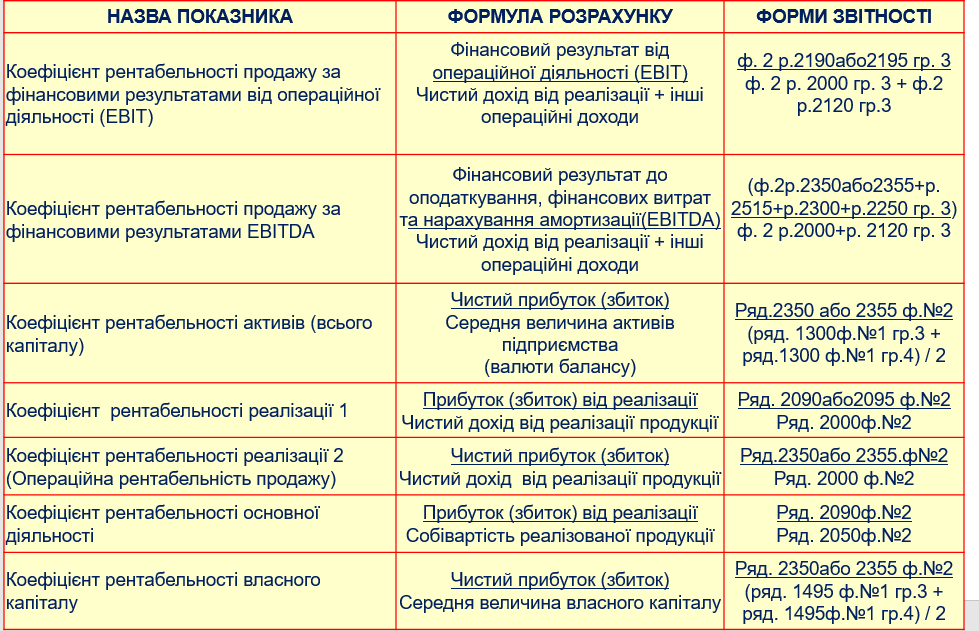 НАЗВА ПОКАЗНИКА
ФОРМУЛА РОЗРАХУНКУ
ФОРМИ ЗВІТНОСТІ
Коефіцієнт рентабельності продажу за
фінансовими результатами від операційної
діяльності (EBIT)
Фінансовий результат від
операційної діяльності (EBIT)
Чистий дохід від реалізації + інші
операційні доходи
ф. 2 р.2190або2195 гр. 3
ф. 2 р. 2000 гр. 3 + ф.2
р.2120 гр.3
Коефіцієнт рентабельності продажу за
фінансовими результатами EBITDA
Фінансовий результат до
оподаткування, фінансових витрат
та нарахування амортизації(EBITDA)
Чистий дохід від реалізації + інші
операційні доходи
(ф.2р.2350або2355+р.
2515+р.2300+р.2250 гр. 3)
ф. 2 р.2000+р. 2120 гр. 3
Коефіцієнт рентабельності активів (всього
капіталу)
Чистий прибуток (збиток)
Середня величина активів
підприємства
(валюти балансу)
Ряд.2350 або 2355 ф.№2
(ряд. 1300ф.№1 гр.3 +
ряд.1300 ф.№1 гр.4) / 2
Коефіцієнт  рентабельності реалізації 1
Прибуток (збиток) від реалізації
Чистий дохід від реалізації продукції
Ряд. 2090або2095 ф.№2
Ряд. 2000ф.№2
Коефіцієнт рентабельності реалізації 2
(Операційна рентабельність продажу)
Чистий прибуток (збиток)
Чистий дохід  від реалізації продукції
Ряд.2350або 2355.ф№2
Ряд. 2000 ф.№2
Коефіцієнт рентабельності основної
діяльності
Прибуток (збиток) від реалізації
Собівартість реалізованої продукції
Ряд. 2090ф.№2
Ряд. 2050ф.№2
Коефіцієнт рентабельності власного
капіталу
Чистий прибуток (збиток)
Середня величина власного капіталу
Ряд. 2350або 2355 ф.№2
(ряд. 1495 ф.№1 гр.3 +
ряд. 1495ф.№1 гр.4) / 2